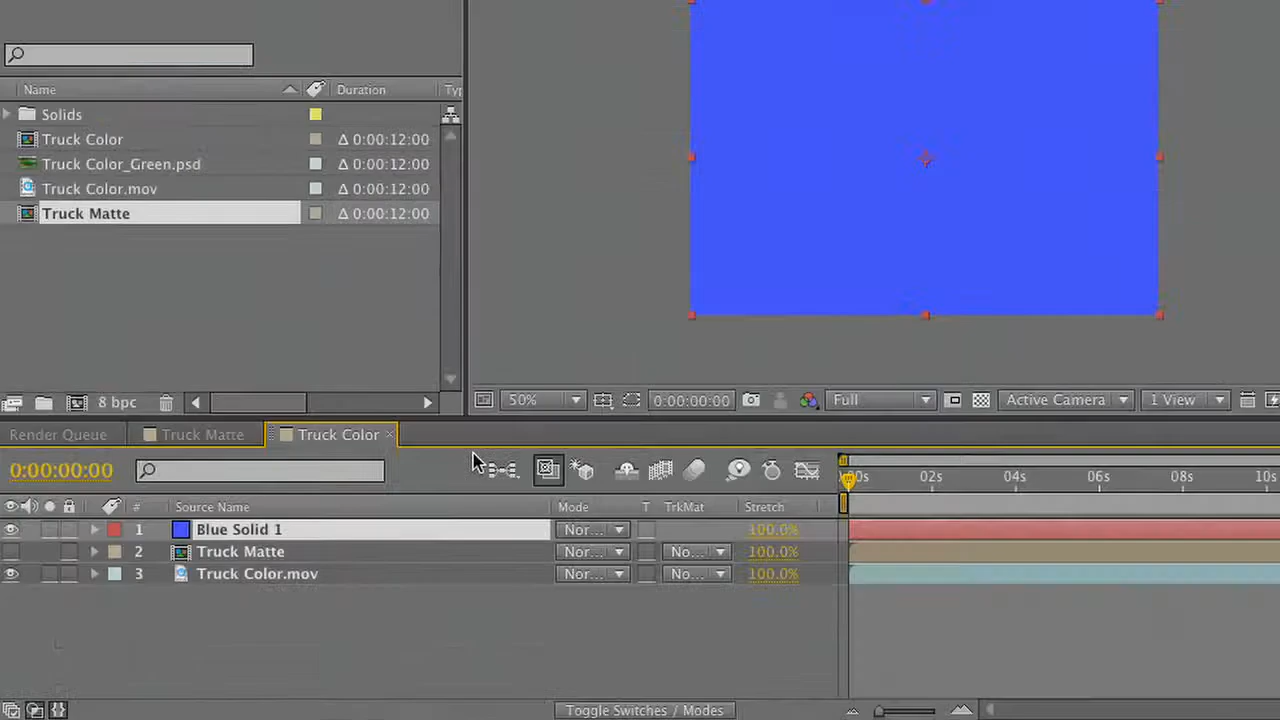 Name Duration Typ
Solids
Truck Color Δ 0:00:12:00
Truck Color_Green.psd Δ 0:00:12:00
Truck Color.mov Δ 0:00:12:00
Truck Matte Δ 0:00:12:00
8 bpc
50% 0:00:00:00 Full Active Camera 1 View
Render Queue Truck Matte Truck Color ×
0:00:00:00 00s 02s 04s 06s 08s 10s
# Source Name Mode T TrkMat Stretch
1 Blue Solid 1 Nor... 100.0%
2 Truck Matte Nor... No... 100.0%
3 Truck Color.mov Nor... No... 100.0%
Toggle Switches / Modes